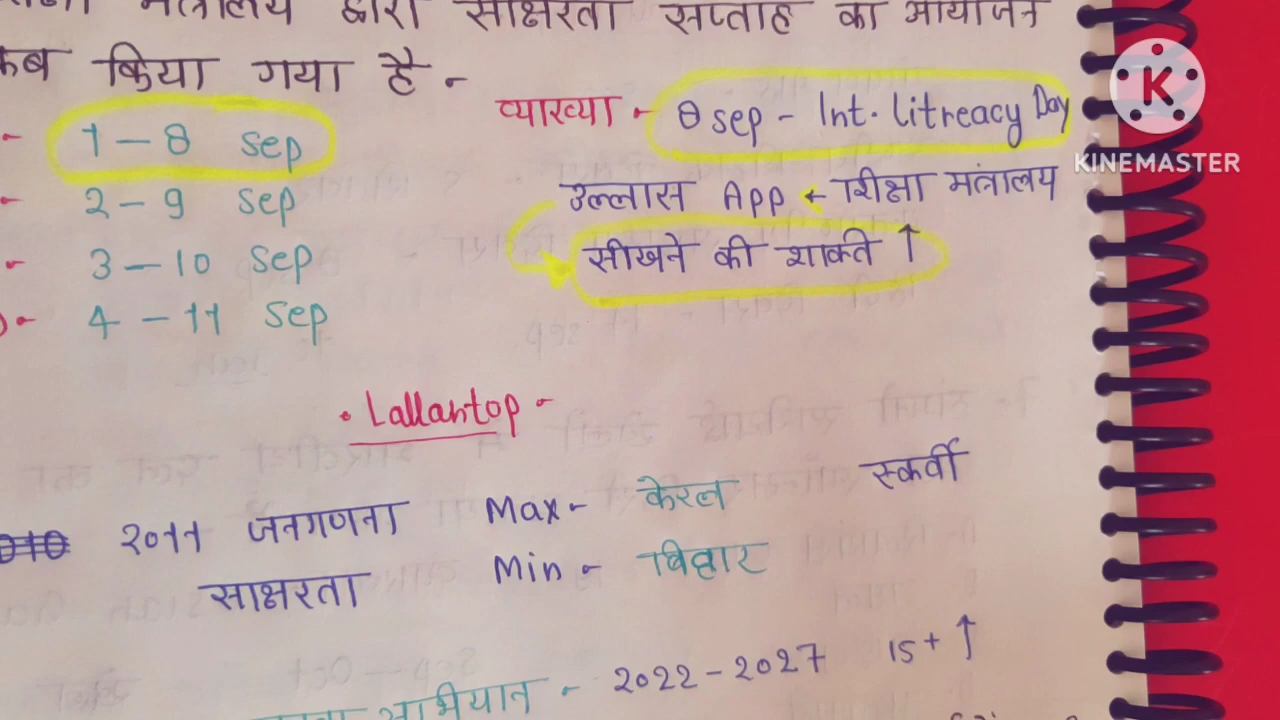 मंत्रालय द्वारा साक्षरता सप्ताह का आयोजन
कब किया गया है -
1 - 8 sep
2 - 9 sep
3 - 10 sep
4 - 11 sep
व्याख्या - 8 sep - Int. litreacy Day
उल्लास App ← शिक्षा मंत्रालय
सीखने की शक्ति ↑
• Lallantop -
2011 जनगणना Max - केरल स्कर्वी
साक्षरता Min - बिहार
अभियान - 2022 - 2027 15+ ↑
K
KINEMASTER